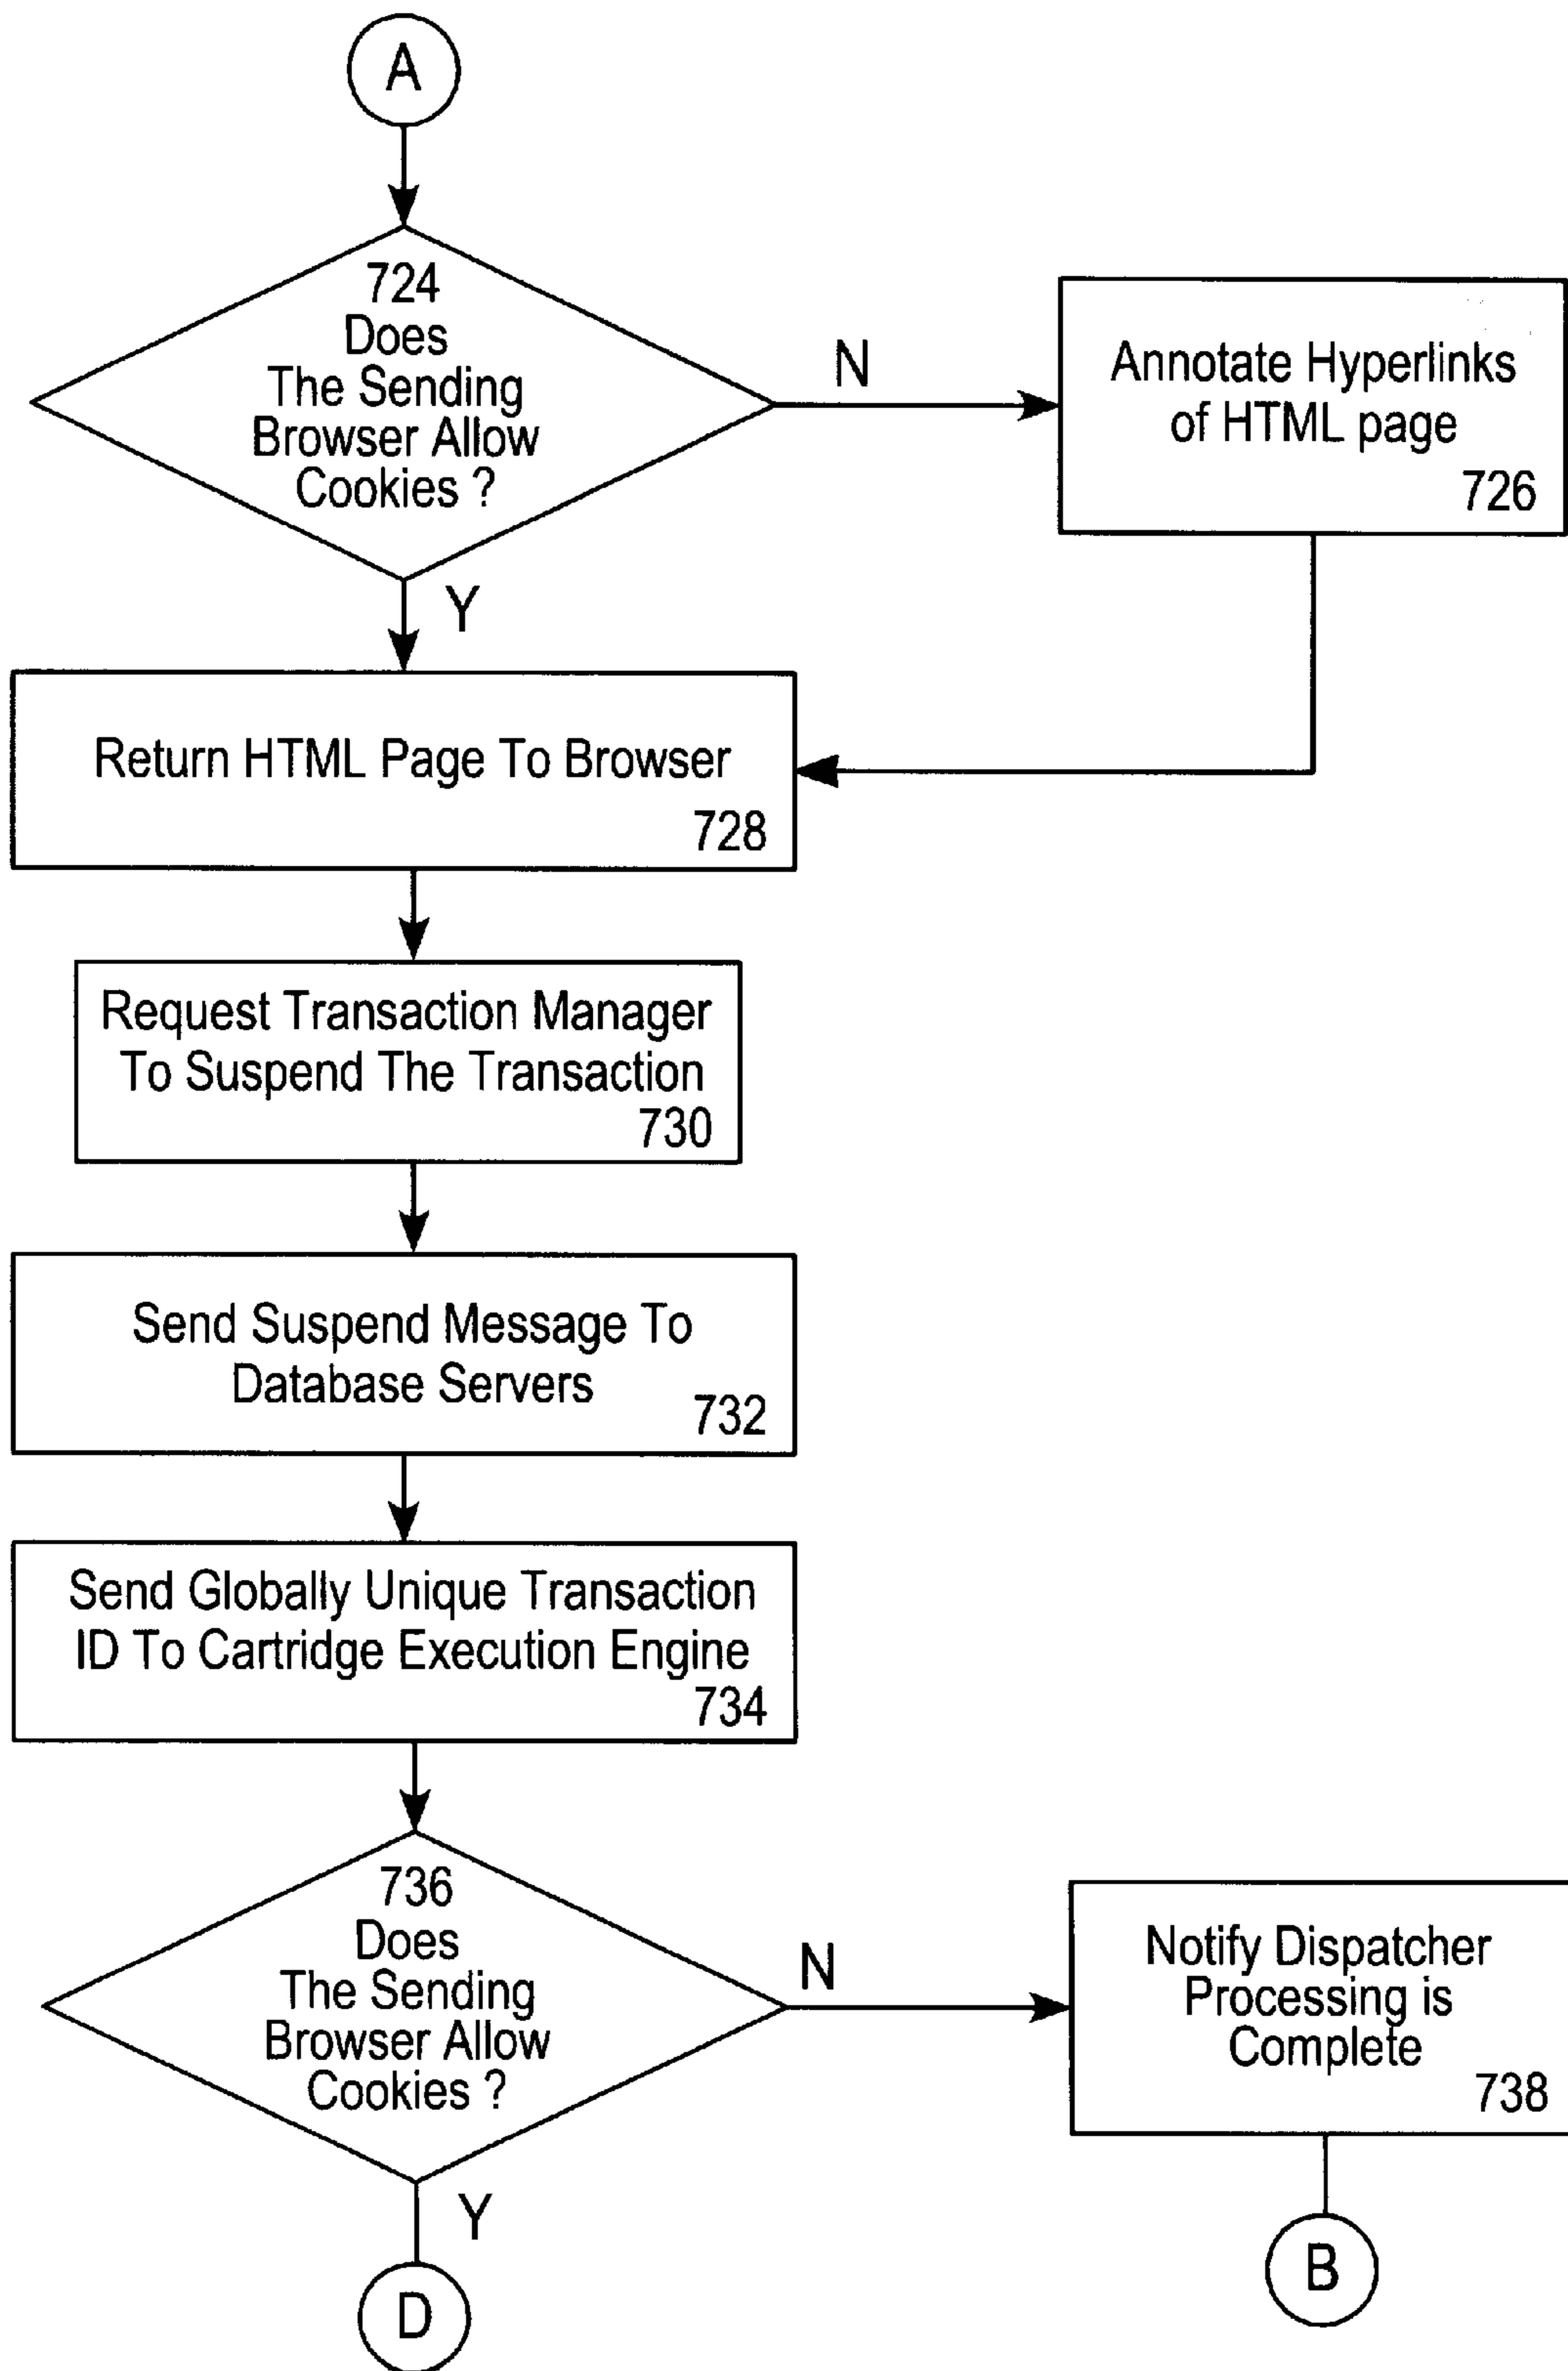 A
724
Does
The Sending
Browser Allow
Cookies ?
N
Annotate Hyperlinks
of HTML page
726
Y
Return HTML Page To Browser
728
Request Transaction Manager
To Suspend The Transaction
730
Send Suspend Message To
Database Servers
732
Send Globally Unique Transaction
ID To Cartridge Execution Engine
734
736
Does
The Sending
Browser Allow
Cookies ?
N
Notify Dispatcher
Processing is
Complete
738
Y
B
D